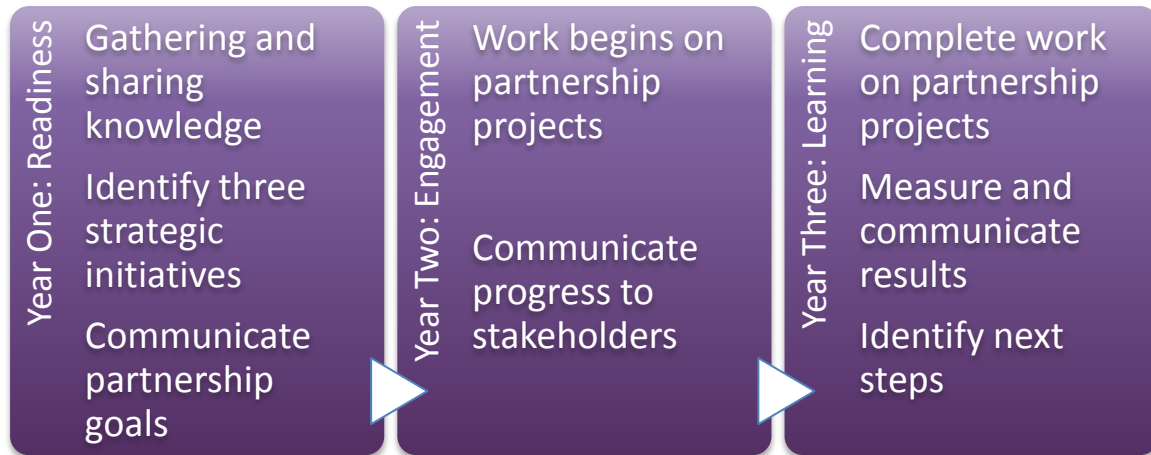 Year One: Readiness
Gathering and
sharing
knowledge
Identify three
strategic
initiatives
Communicate
partnership
goals
Year Two: Engagement
Work begins on
partnership
projects
Communicate
progress to
stakeholders
Year Three: Learning
Complete work
on partnership
projects
Measure and
communicate
results
Identify next
steps